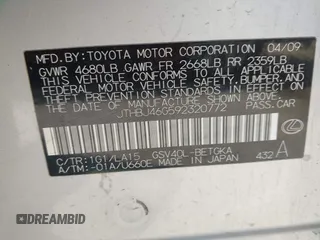 MFD.BY: TOYOTA MOTOR CORPORATION 04/09
GVWR 4680LB GAWR FR 2668LB RR 2359LB
THIS VEHICLE CONFORMS TO ALL APPLICABLE
FEDERAL MOTOR VEHICLE SAFETY, BUMPER, AND
THEFT PREVENTION STANDARDS IN EFFECT ON
THE DATE OF MANUFACTURE SHOWN ABOVE.
JTHBJ46G592320772 PASS.CAR
C/TR:1G1/LA15 GSV40L-BETGKA
A/TM:-01A/U660E MADE IN JAPAN 432 A
DREAMBID